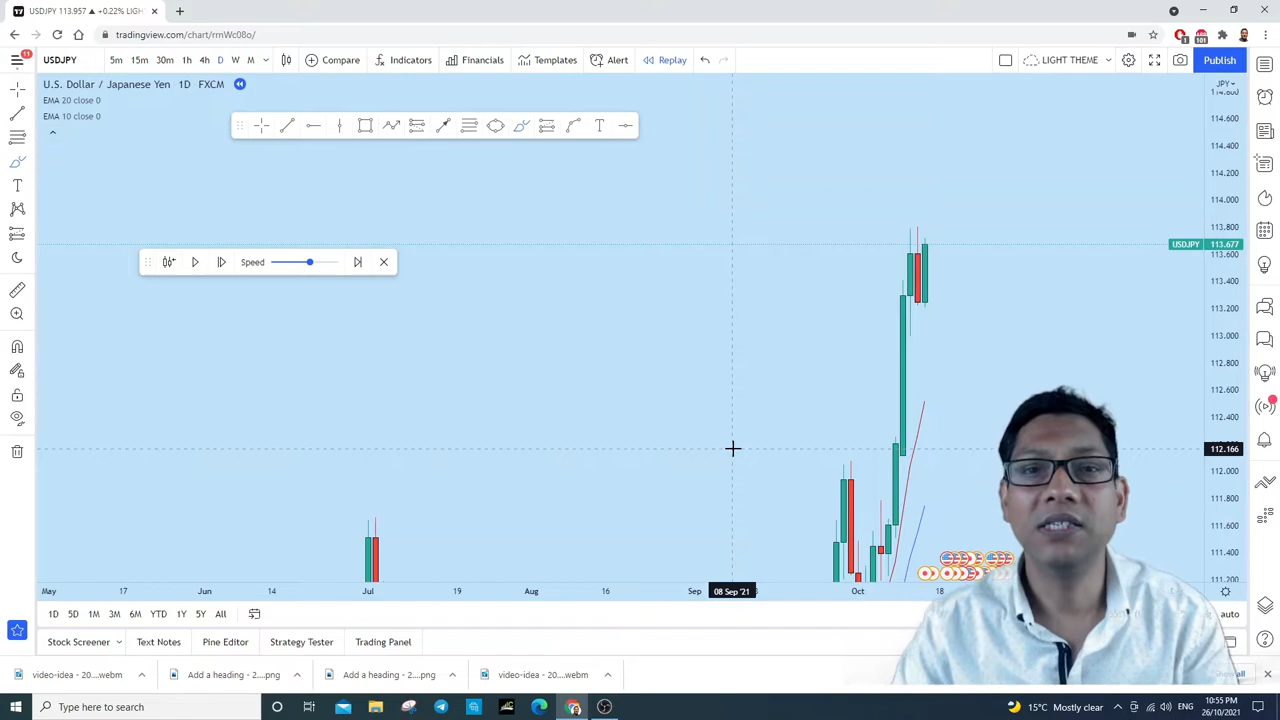 USDJPY 113.957 ▲ +0.22% LIGHT THEM
tradingview.com/chart/rrnWc08o/
11
USDJPY 5m 15m 30m 1h 4h D W M Compare Indicators Financials Templates Alert Replay LIGHT THEME Publish
U.S. Dollar / Japanese Yen 1D FXCM
EMA 20 close 0
EMA 10 close 0
JPY
114.800
114.600
114.400
114.200
114.000
113.800
USDJPY 113.677
113.600
113.400
113.200
113.000
112.800
112.600
112.400
112.166
112.000
111.800
111.600
111.400
111.200
Speed
May 17 Jun 14 Jul 19 Aug 16 Sep 08 Sep '21 Oct 18
1D 5D 1M 3M 6M YTD 1Y 5Y All auto
Stock Screener Text Notes Pine Editor Strategy Tester Trading Panel
video-idea - 20....webm Add a heading - 2....png Add a heading - 2....png video-idea 20....webm
Type here to search
15°C Mostly clear ENG
10:55 PM
26/10/2021